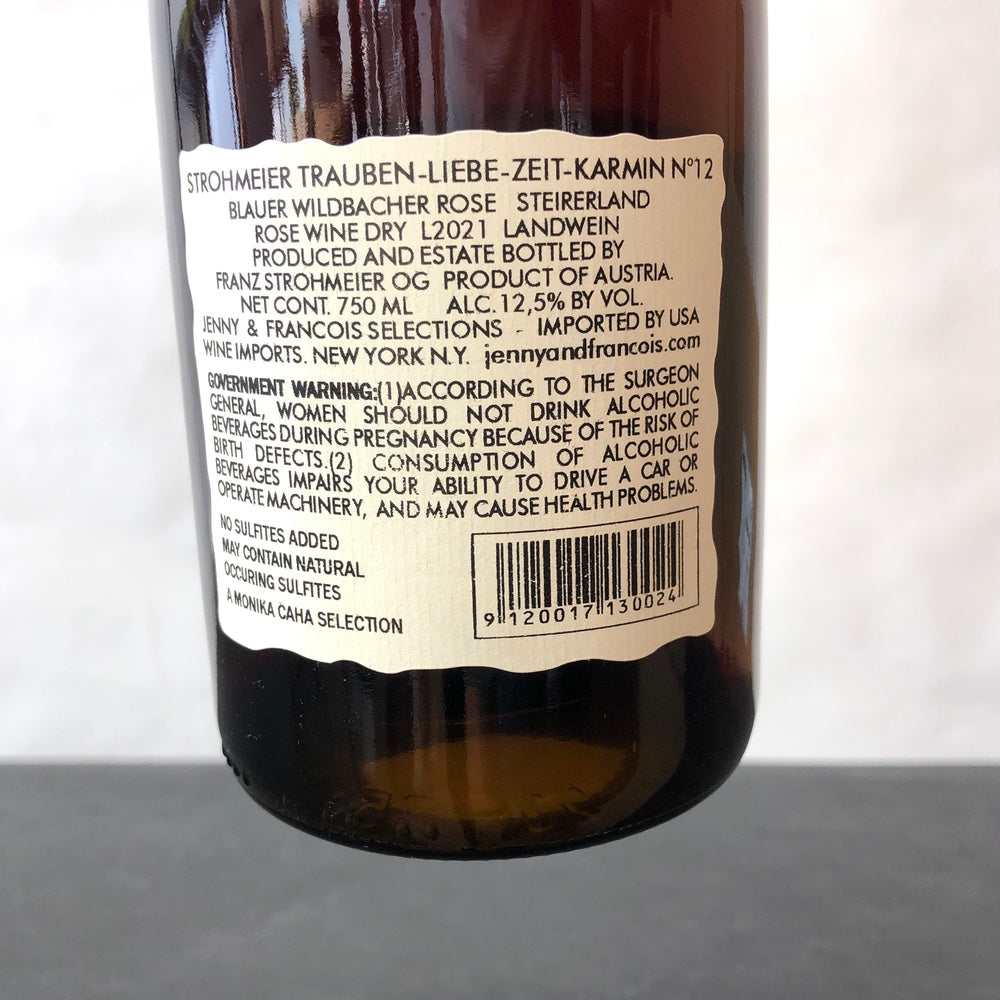 STROHMEIER TRAUBEN-LIEBE-ZEIT-KARMIN N°12
BLAUER WILDBACHER ROSE STEIRERLAND
ROSE WINE DRY L2021 LANDWEIN
PRODUCED AND ESTATE BOTTLED BY
FRANZ STROHMEIER OG PRODUCT OF AUSTRIA.
NET CONT. 750 ML ALC. 12,5% BY VOL.
JENNY & FRANCOIS SELECTIONS - IMPORTED BY USA
WINE IMPORTS. NEW YORK N.Y. jennyandfrancois.com
GOVERNMENT WARNING:(1)ACCORDING TO THE SURGEON
GENERAL, WOMEN SHOULD NOT DRINK ALCOHOLIC
BEVERAGES DURING PREGNANCY BECAUSE OF THE RISK OF
BIRTH DEFECTS.(2) CONSUMPTION OF ALCOHOLIC
BEVERAGES IMPAIRS YOUR ABILITY TO DRIVE A CAR OR
OPERATE MACHINERY, AND MAY CAUSE HEALTH PROBLEMS.
NO SULFITES ADDED
MAY CONTAIN NATURAL
OCCURING SULFITES
A MONIKA CAHA SELECTION
9 120017 130024